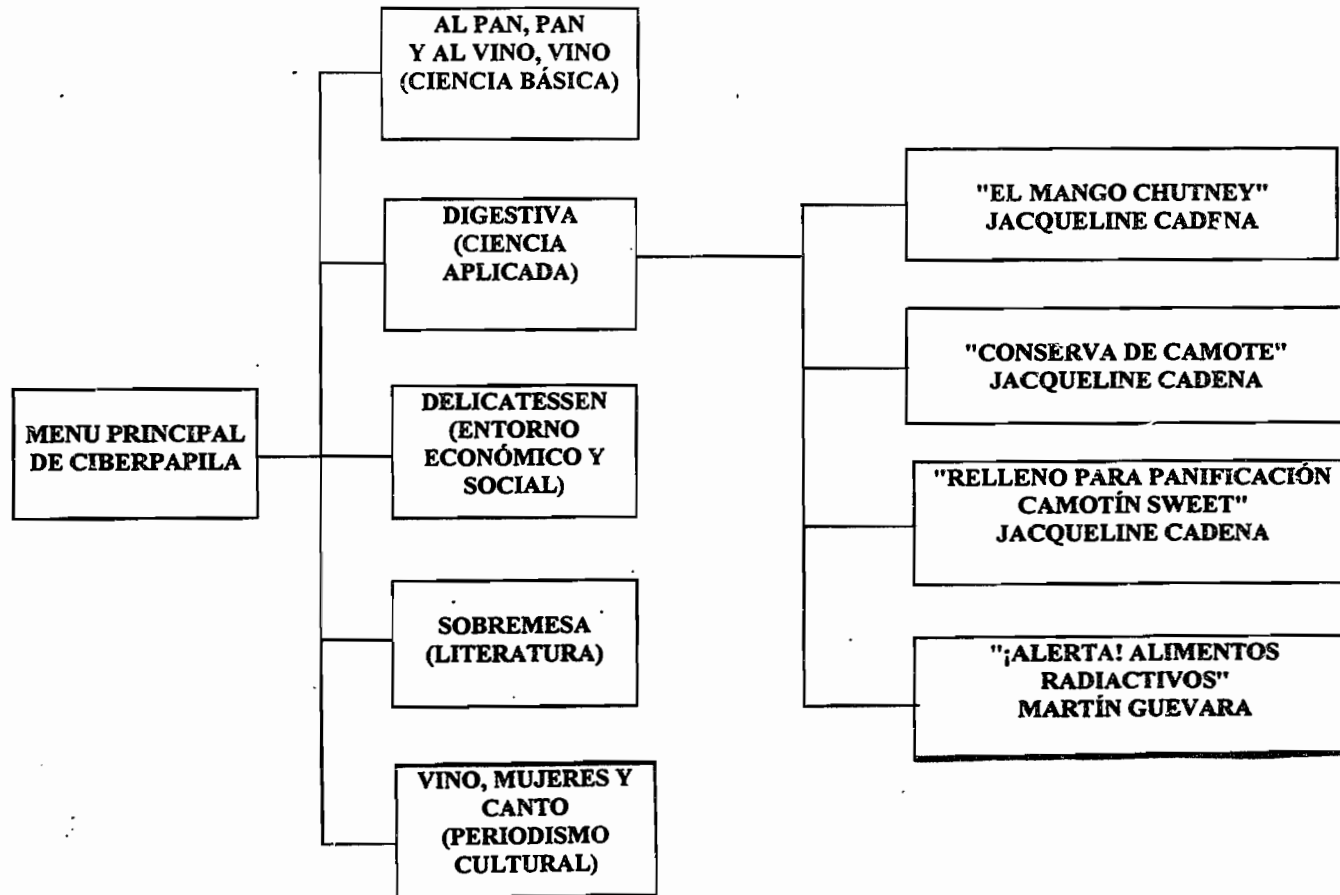 AL PAN, PAN
Y AL VINO, VINO
(CIENCIA BÁSICA)
DIGESTIVA
(CIENCIA
APLICADA)
DELICATESSEN
(ENTORNO
ECONÓMICO Y
SOCIAL)
SOBREMESA
(LITERATURA)
VINO, MUJERES Y
CANTO
(PERIODISMO
CULTURAL)
MENU PRINCIPAL
DE CIBERPAPILA
"EL MANGO CHUTNEY"
JACQUELINE CADENA
"CONSERVA DE CAMOTE"
JACQUELINE CADENA
"RELLENO PARA PANIFICACIÓN
CAMOTÍN SWEET"
JACQUELINE CADENA
"¡ALERTA! ALIMENTOS
RADIACTIVOS"
MARTÍN GUEVARA